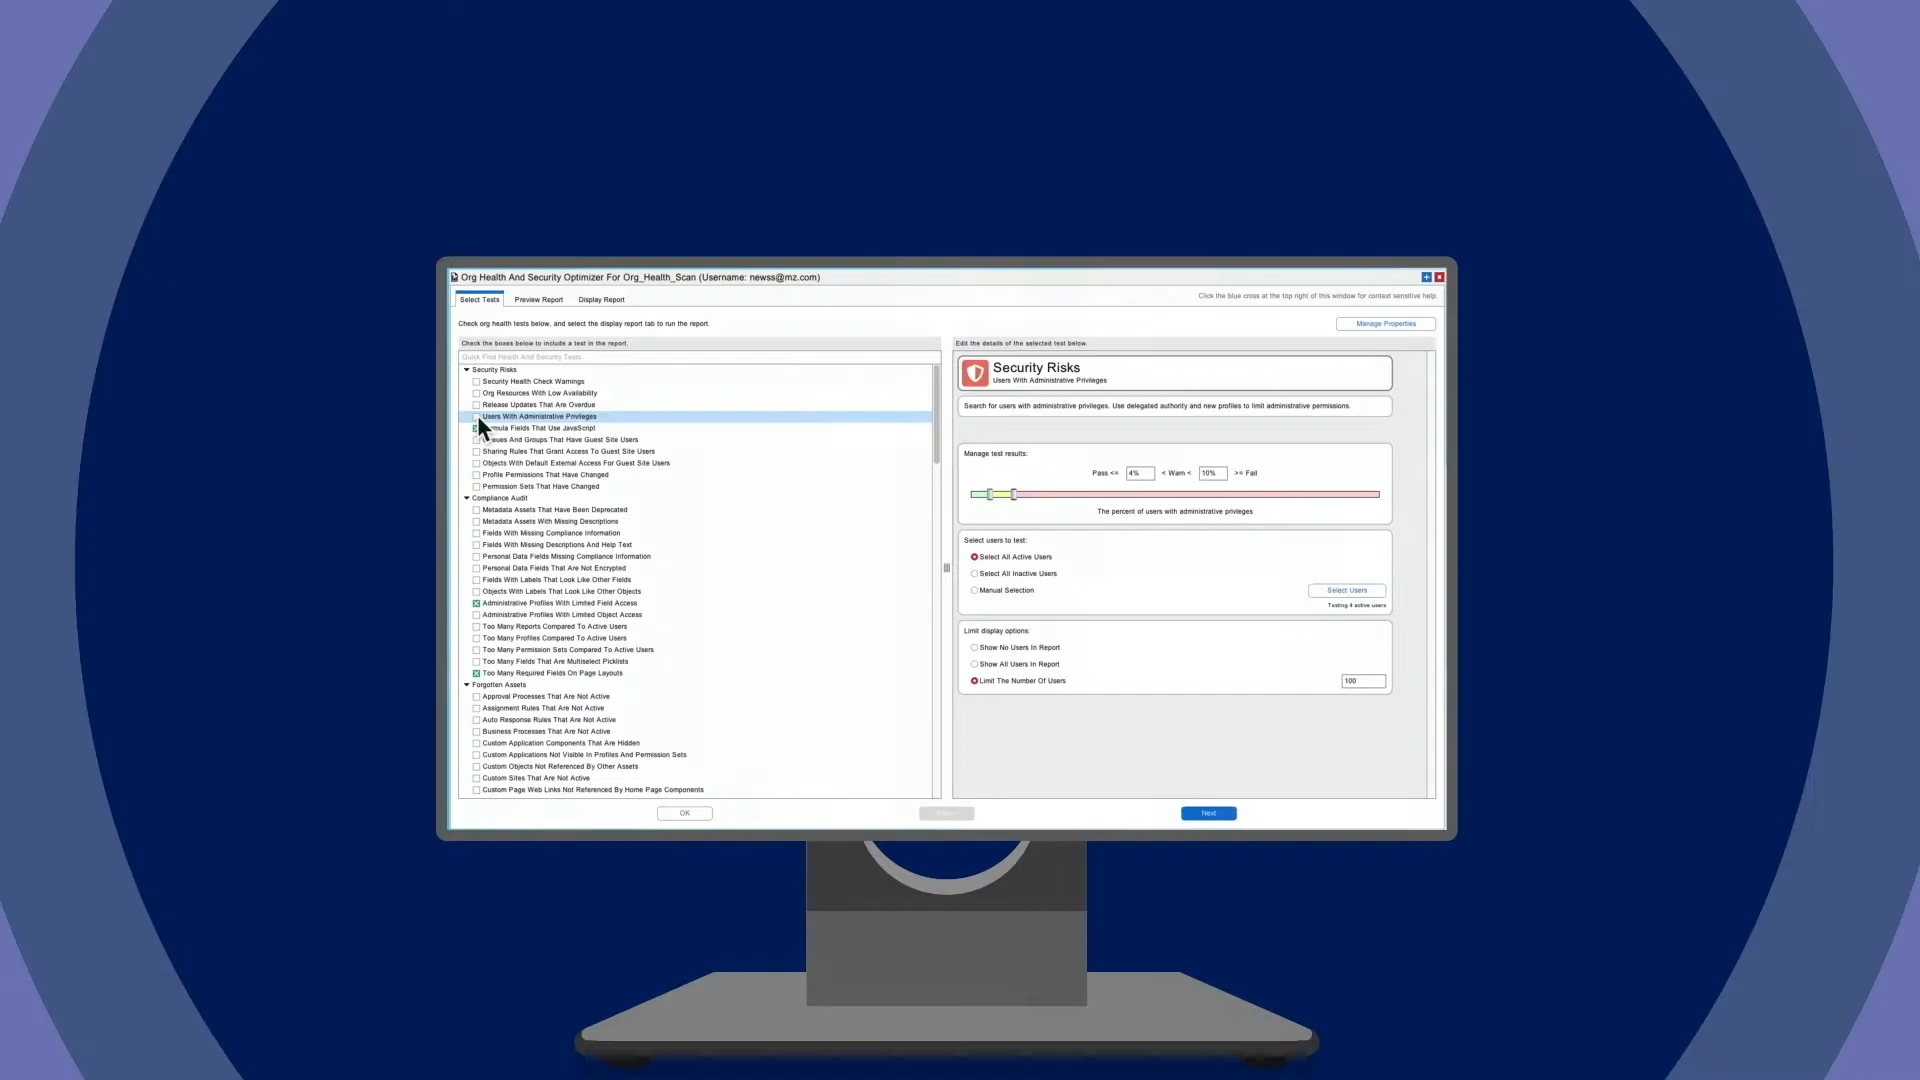 Org Health And Security Optimizer For Org_Health_Scan (Username: newss@mz.com)
Select Tests
Preview Report
Display Report
Click the blue cross at the top right of this window for context sensitive help.
Check org health tests below, and select the display report tab to run the report.
Manage Properties
Check the boxes below to include a test in the report.
Quick Find Health And Security Tests
Security Risks
Security Health Check Warnings
Org Resources With Low Availability
Release Updates That Are Overdue
Users With Administrative Privileges
mula Fields That Use JavaScript
ues And Groups That Have Guest Site Users
Sharing Rules That Grant Access To Guest Site Users
Objects With Default External Access For Guest Site Users
Profile Permissions That Have Changed
Permission Sets That Have Changed
Compliance Audit
Metadata Assets That Have Been Deprecated
Metadata Assets With Missing Descriptions
Fields With Missing Compliance Information
Fields With Missing Descriptions And Help Text
Personal Data Fields Missing Compliance Information
Personal Data Fields That Are Not Encrypted
Fields With Labels That Look Like Other Fields
Objects With Labels That Look Like Other Objects
Administrative Profiles With Limited Field Access
Administrative Profiles With Limited Object Access
Too Many Reports Compared To Active Users
Too Many Profiles Compared To Active Users
Too Many Permission Sets Compared To Active Users
Too Many Fields That Are Multiselect Picklists
Too Many Required Fields On Page Layouts
Forgotten Assets
Approval Processes That Are Not Active
Assignment Rules That Are Not Active
Auto Response Rules That Are Not Active
Business Processes That Are Not Active
Custom Application Components That Are Hidden
Custom Applications Not Visible In Profiles And Permission Sets
Custom Objects Not Referenced By Other Assets
Custom Sites That Are Not Active
Custom Page Web Links Not Referenced By Home Page Components
Edit the details of the selected test below.
Security Risks
Users With Administrative Privileges
Search for users with administrative privileges. Use delegated authority and new profiles to limit administrative permissions.
Manage test results:
Pass <= 4% < Warn < 10% >= Fail
The percent of users with administrative privileges
Select users to test:
Select All Active Users
Select All Inactive Users
Manual Selection
Select Users
Testing 4 active users
Limit display options:
Show No Users In Report
Show All Users In Report
Limit The Number Of Users
100
OK
Next